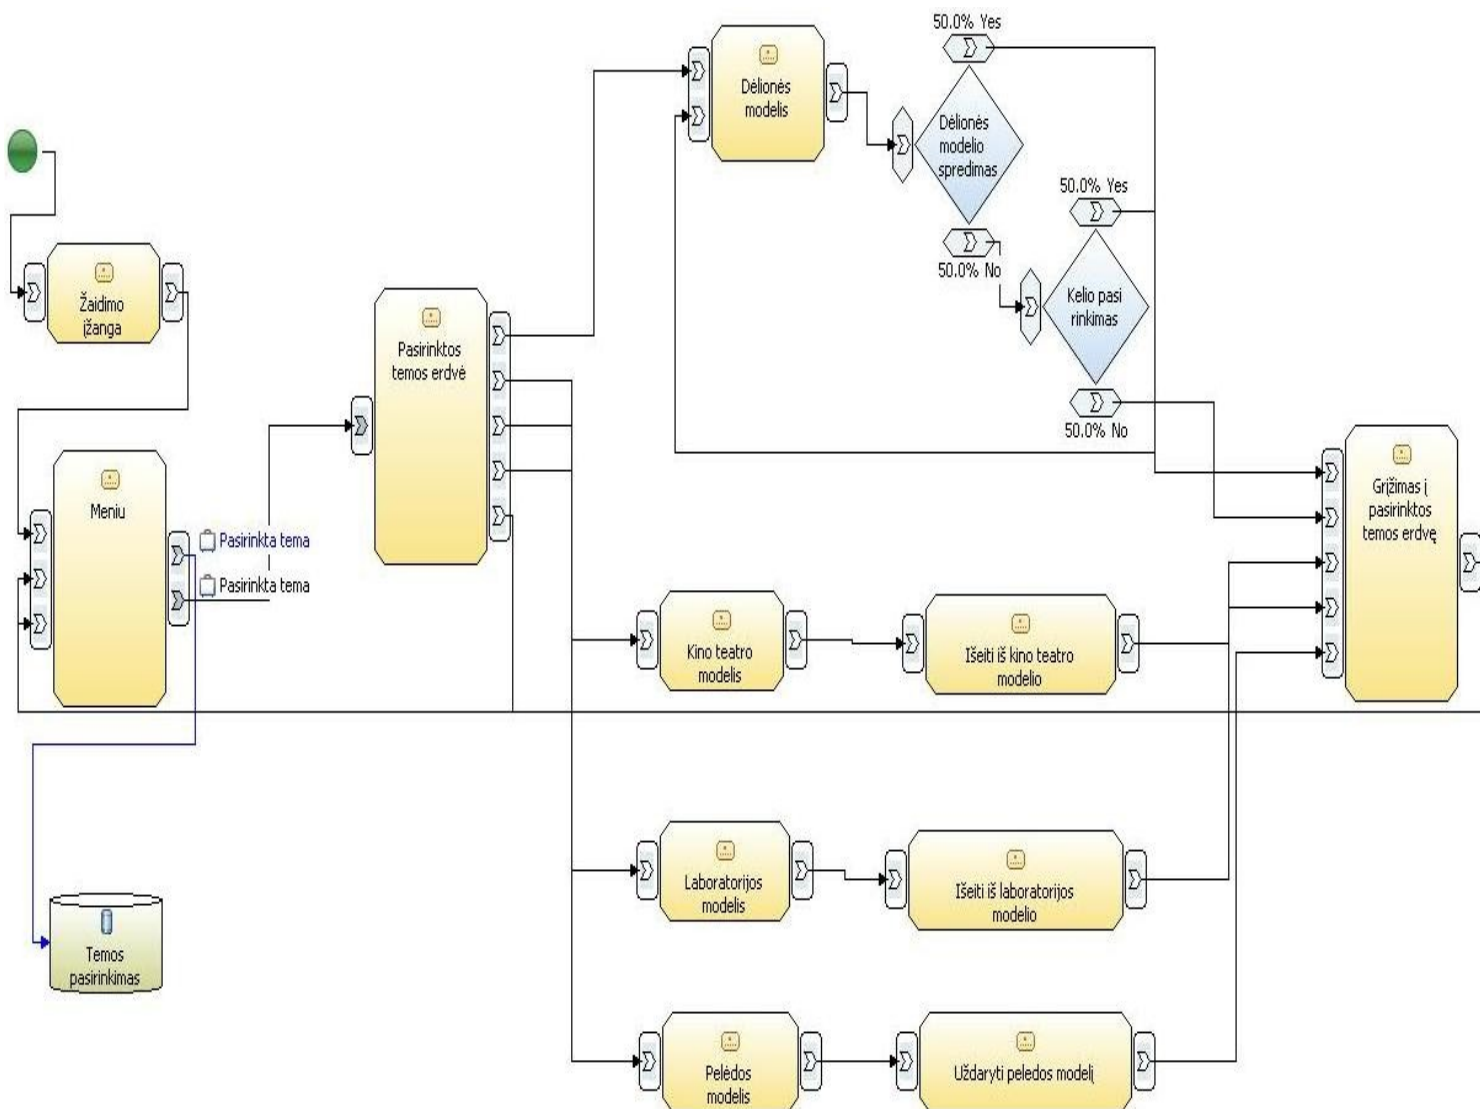 50.0% Yes
Dėlionės
modelis
Dėlionės
modelio
spredimas
50.0% No
50.0% Yes
Kelio pasi
rinkimas
50.0% No
Žaidimo
įžanga
Pasirinktos
temos erdvė
Meniu
Pasirinkta tema
Pasirinkta tema
Grįžimas į
pasirinktos
temos erdvę
Kino teatro
modelis
Išeiti iš kino teatro
modelio
Laboratorijos
modelis
Išeiti iš laboratorijos
modelio
Temos
pasirinkimas
Pelėdos
modelis
Uždaryti peledos modelį